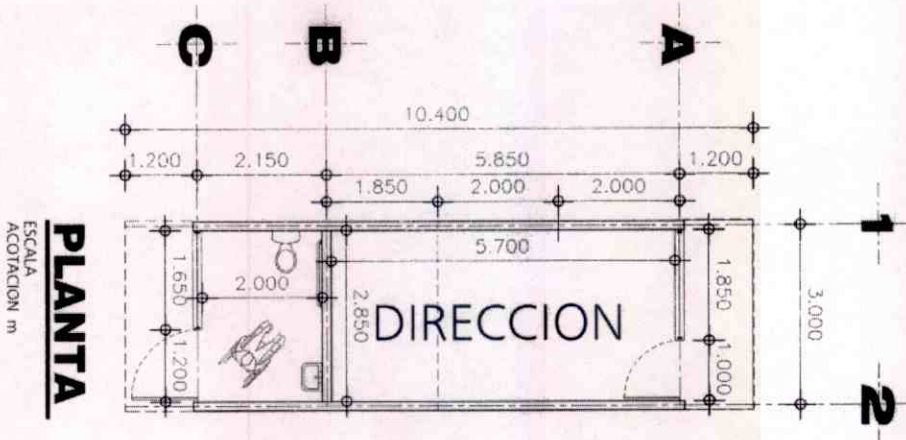 C
B
A
10.400
1.200
2.150
5.850
1.200
1.850
2.000
2.000
1
5.700
1.650
2.000
2.850
DIRECCION
1.850
3.000
1.200
1.000
2
PLANTA
ESCALA
ACOTACION m